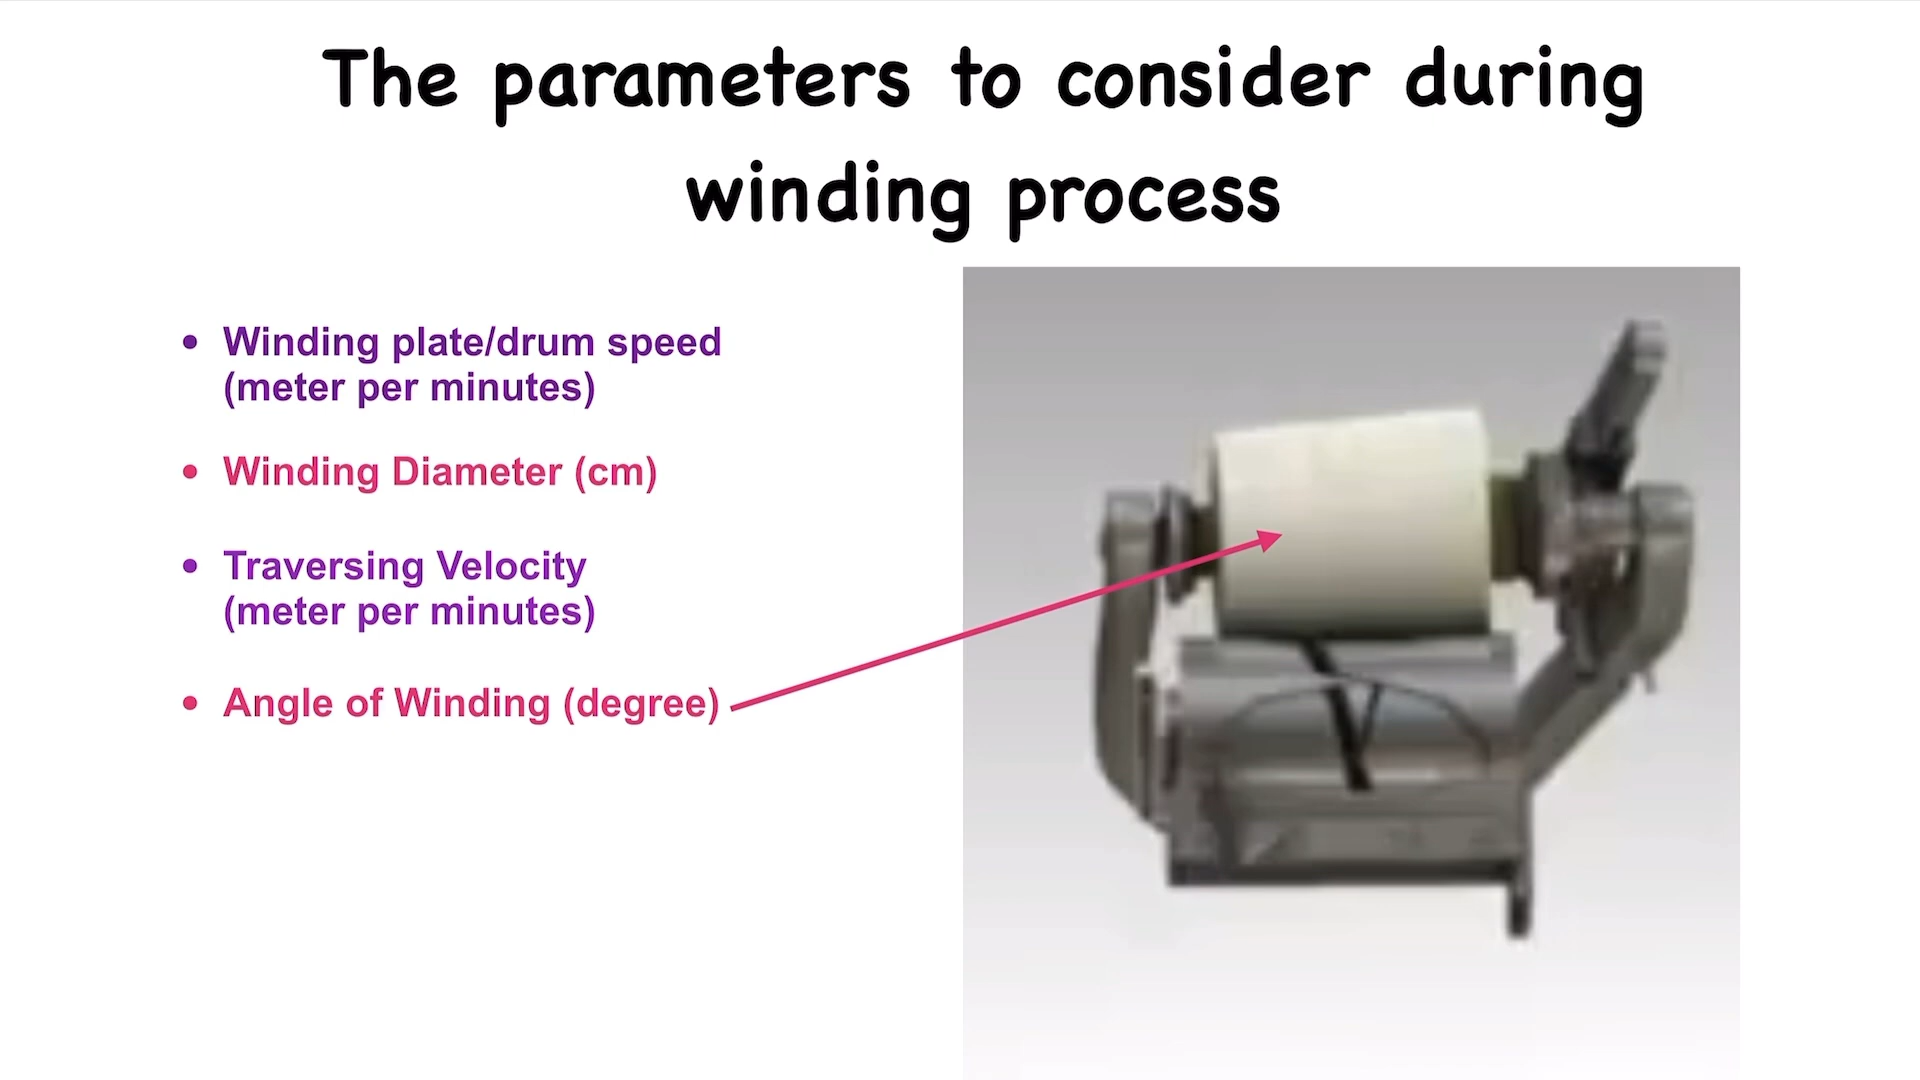 The parameters to consider during
winding process
• Winding plate/drum speed
(meter per minutes)
• Winding Diameter (cm)
• Traversing Velocity
(meter per minutes)
• Angle of Winding (degree)